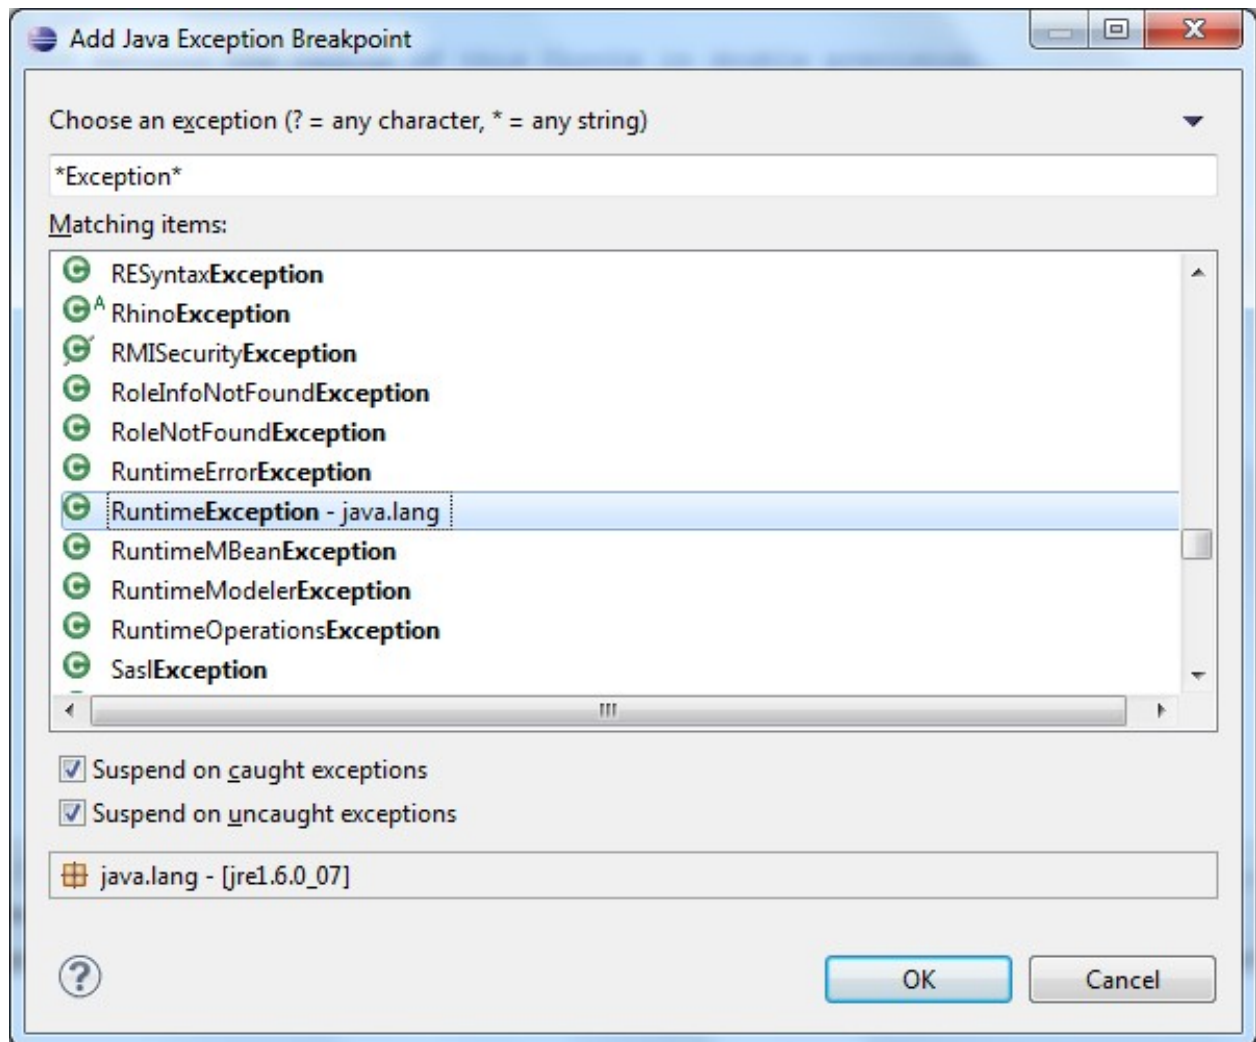 Add Java Exception Breakpoint
Choose an exception (? = any character, * = any string)
*Exception*
Matching items:
RESyntaxException
A RhinoException
RMISecurityException
RoleInfoNotFoundException
RoleNotFoundException
RuntimeErrorException
RuntimeException - java.lang
RuntimeMBeanException
RuntimeModelerException
RuntimeOperationsException
SaslException
Suspend on caught exceptions
Suspend on uncaught exceptions
java.lang - [jre1.6.0_07]
OK Cancel